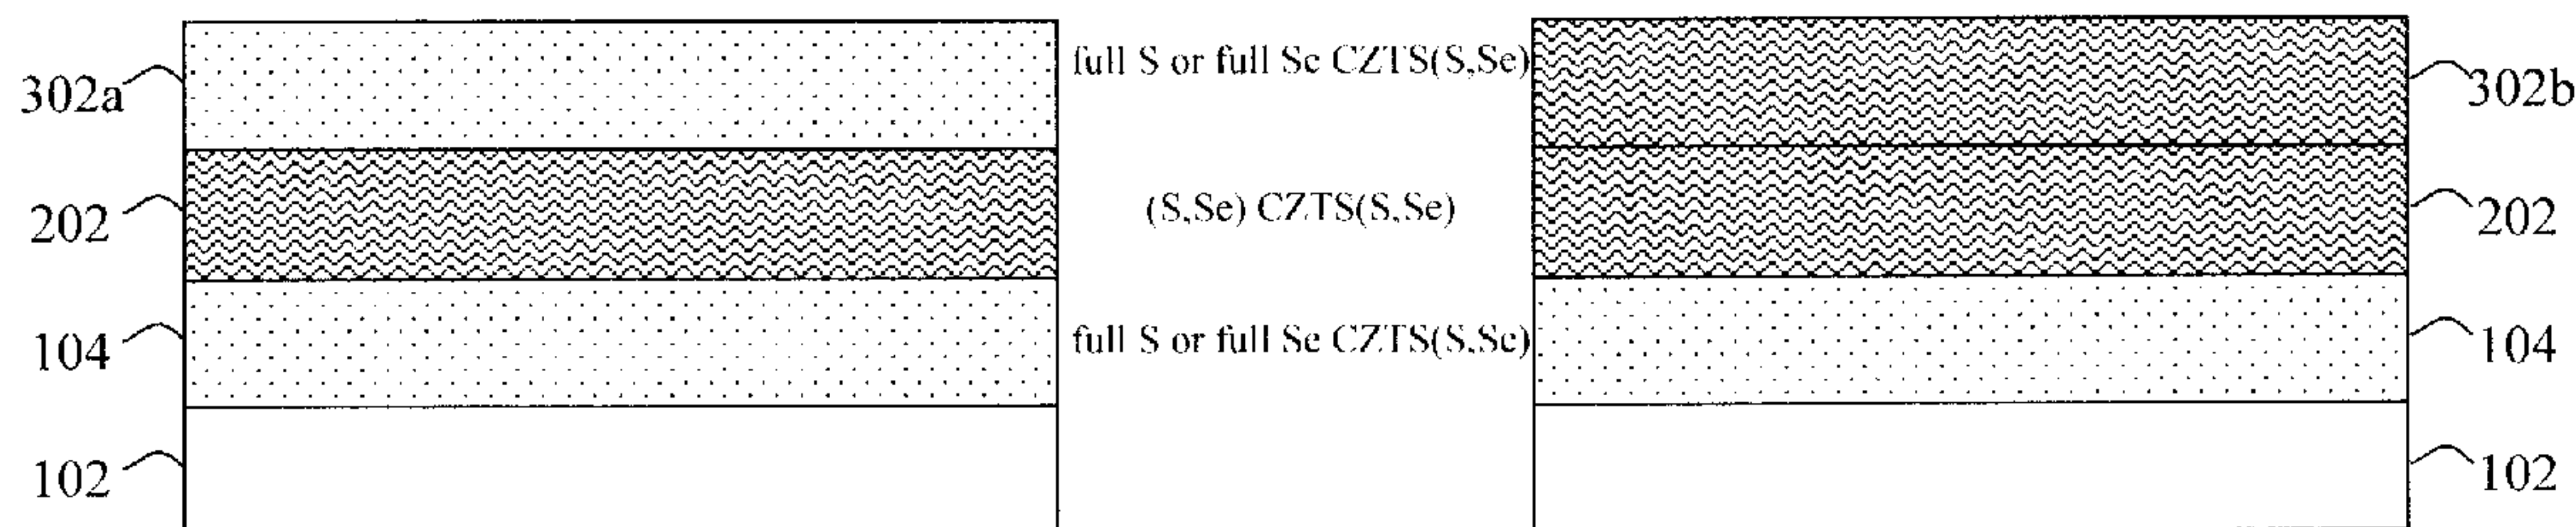 302a
full S or full Se CZTS(S,Se)
302b
202
(S,Se) CZTS(S,Se)
202
104
full S or full Se CZTS(S,Se)
104
102
102